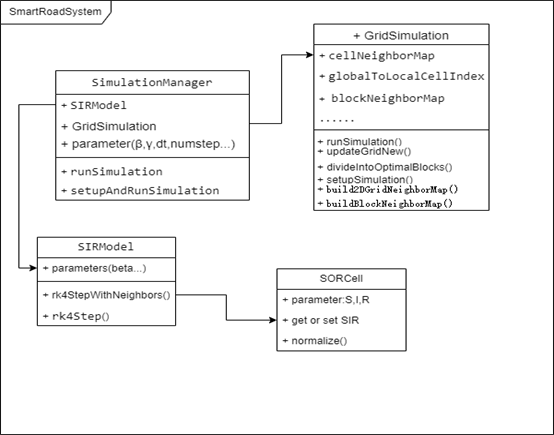 SmartRoadSystem
+ GridSimulation
+ cellNeighborMap
+ globalToLocalCellIndex
+ blockNeighborMap
+ ......
+ runSimulation()
+ updateGridNew()
+ divideIntoOptimalBlocks()
+ setupSimulation()
+ build2DGridNeighborMap()
+ buildBlockNeighborMap()
SimulationManager
+ SIRModel
+ GridSimulation
+ parameter(β,γ,dt,numstep...)
+ runSimulation
+ setupAndRunSimulation
SIRModel
+ parameters(beta...)
+ rk4StepWithNeighbors()
+ rk4Step()
SORCell
+ parameter:S,I,R
+ get or set SIR
+ normalize()